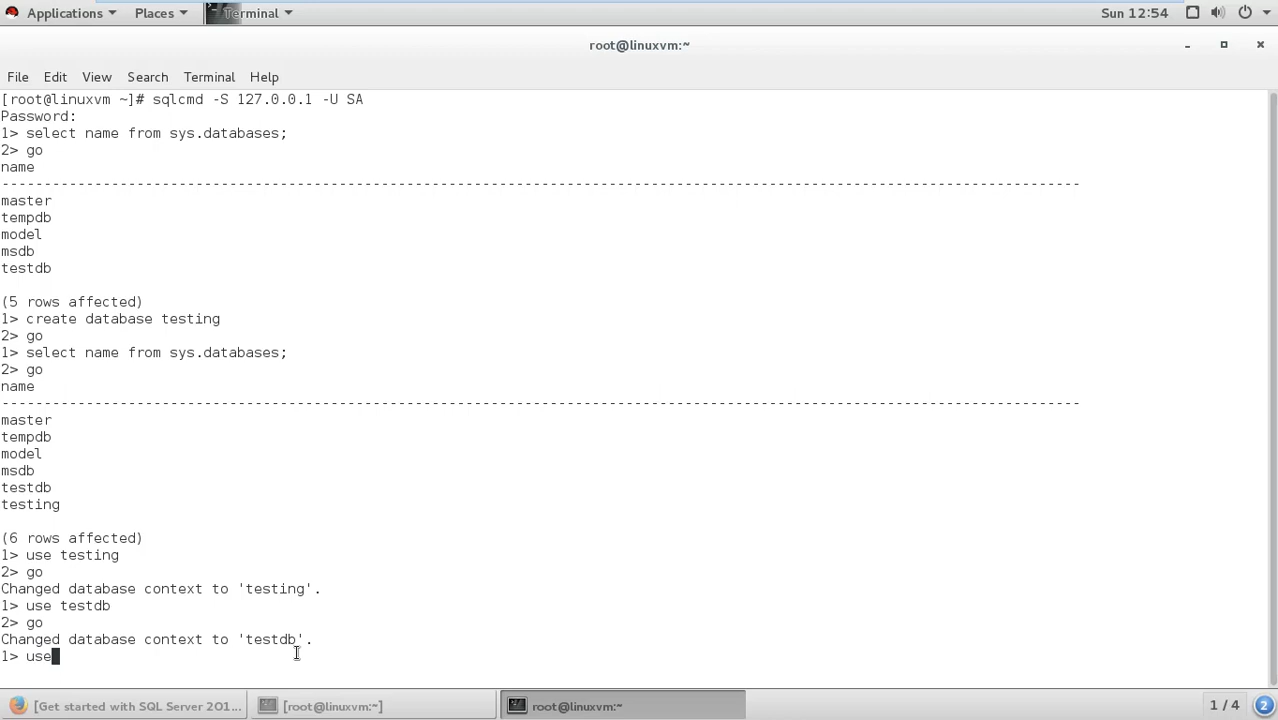 Applications Places Terminal Sun 12:54
root@linuxvm:~
File Edit View Search Terminal Help
[root@linuxvm ~]# sqlcmd -S 127.0.0.1 -U SA
Password:
1> select name from sys.databases;
2> go
name
--------------------------------------------------------------------------------------------------------------------------------
master
tempdb
model
msdb
testdb
(5 rows affected)
1> create database testing
2> go
1> select name from sys.databases;
2> go
name
--------------------------------------------------------------------------------------------------------------------------------
master
tempdb
model
msdb
testdb
testing
(6 rows affected)
1> use testing
2> go
Changed database context to 'testing'.
1> use testdb
2> go
Changed database context to 'testdb'.
1> use
[Get started with SQL Server 201... [root@linuxvm:~] root@linuxvm:~ 1 / 4 2